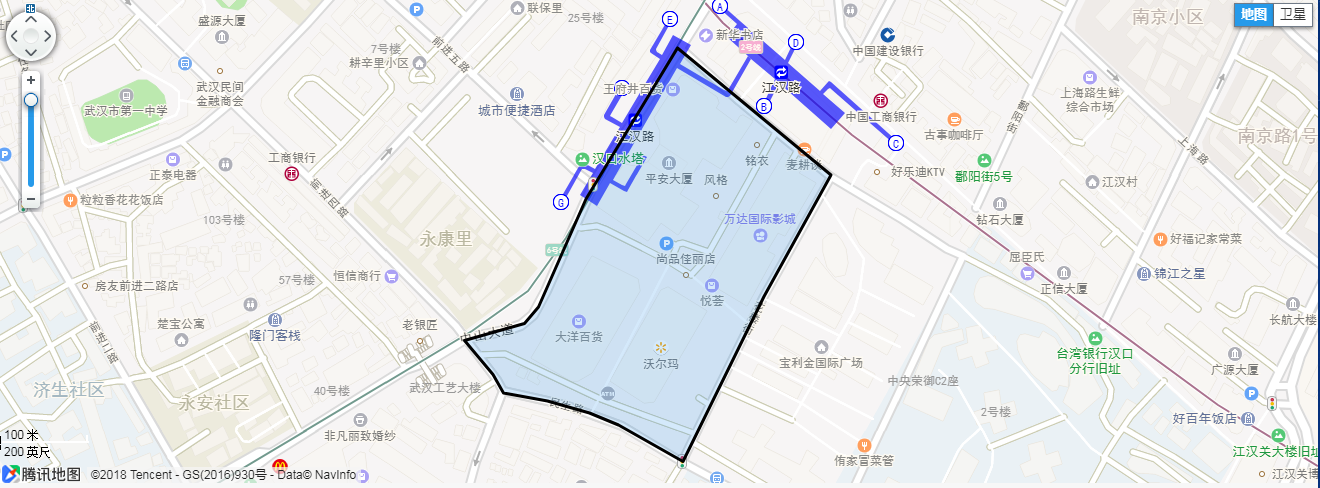 北
联保里
25号楼
盛源大厦
新华书店
2号线
南京小区
地图
卫星
E
A
D
B
C
G
7号楼
耕辛里小区
前进五路
中国建设银行
武汉民间
金融商会
王府井百货
江汉路
江汉路
上海路生鲜
综合市场
武汉市第一中学
城市便捷酒店
中国工商银行
古事咖啡厅
鄱阳街
南京路1号
上海路
工商银行
汉口水塔
铭衣
正泰电器
平安大厦
风格
好乐迪KTV
鄱阳街5号
江汉村
粒粒香花花饭店
前进四路
103号楼
万达国际影城
钻石大厦
永康里
尚品佳丽店
好福记家常菜
屈臣氏
恒信商行
57号楼
锦江之星
房友前进二路店
悦荟
正信大厦
楚宝公寓
老银匠
中山大道
大洋百货
长航大楼
隆门客栈
前进二路
沃尔玛
宝利金国际广场
台湾银行汉口
分行旧址
广源大厦
济生社区
40号楼
武汉工艺大楼
中央荣御C2座
ATM
永安社区
民生路
2号楼
好百年饭店
非凡丽致婚纱
100 米
200 英尺
侑家冒菜管
江汉关大楼旧址
腾讯地图
©2018 Tencent - GS(2016)930号 - Data© NavInfo
江汉关博